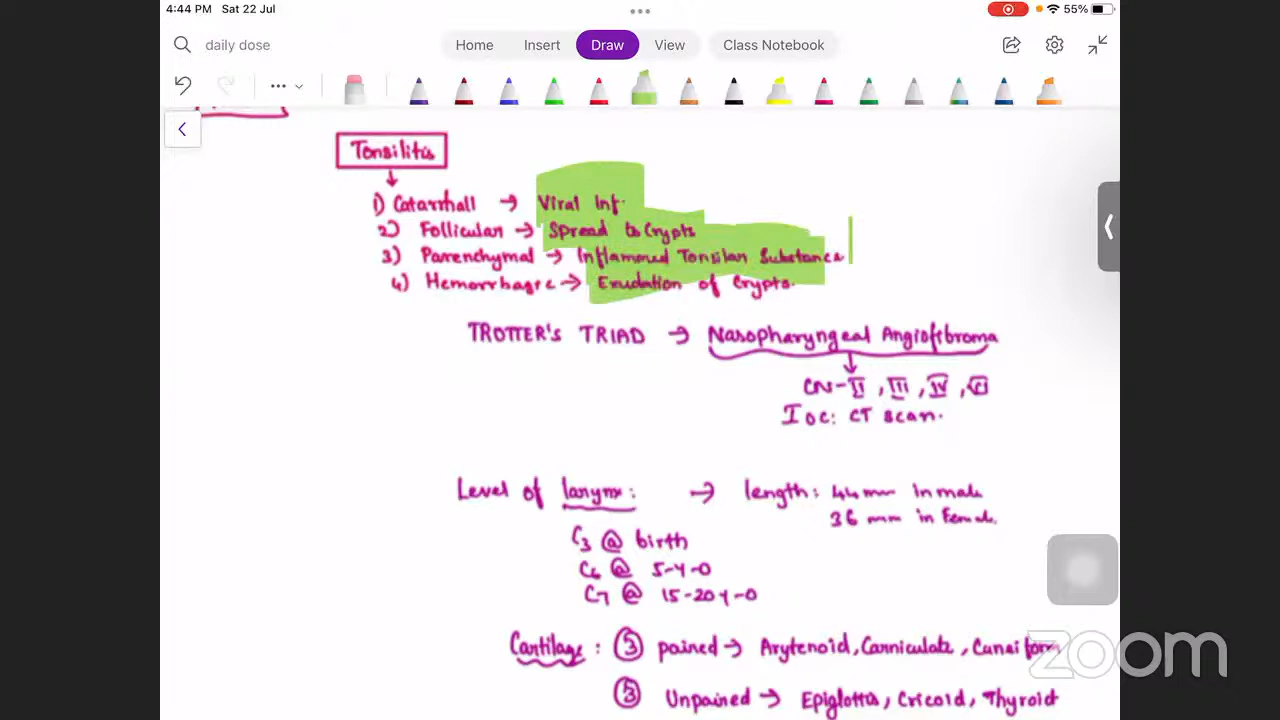 4:44 PM Sat 22 Jul
55%
daily dose
Home Insert Draw View Class Notebook
Tonsilitis
1) Catarrhall → Viral Inf.
2) Follicular → Spread to Crypts
3) Parenchymal → Inflammed Tonsilar Substance
4) Hemorrhagic → Exudation of Crypts.
TROTTER'S TRIAD → Nasopharyngeal Angiofibroma
CN-II, III, IV, VI
IOC: CT Scan.
Level of larynx: → length: 44mm in male
36 mm in Female
C3 @ birth
C6 @ 5-Y-O
C7 @ 15-20 Y-O
Cartilage: 3 paired → Arytenoid, Corniculate, Cuneiform
3 Unpaired → Epiglottis, Cricoid, Thyroid
zoom